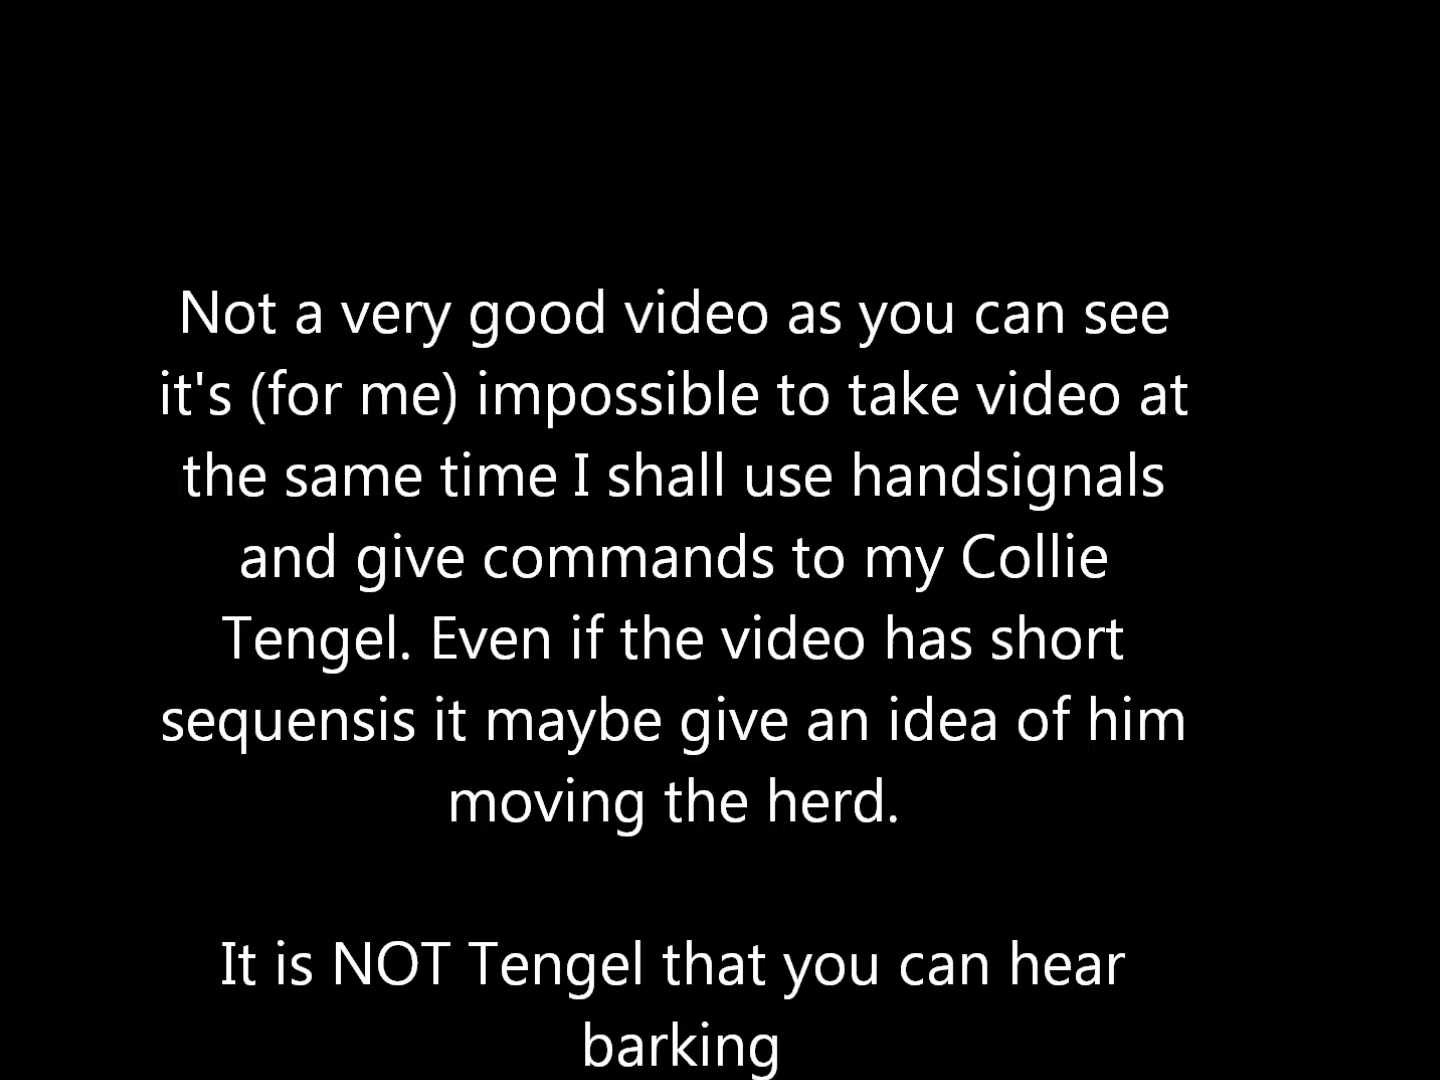 Not a very good video as you can see
it's (for me) impossible to take video at
the same time I shall use handsignals
and give commands to my Collie
Tengel. Even if the video has short
sequensis it maybe give an idea of him
moving the herd.
It is NOT Tengel that you can hear
barking